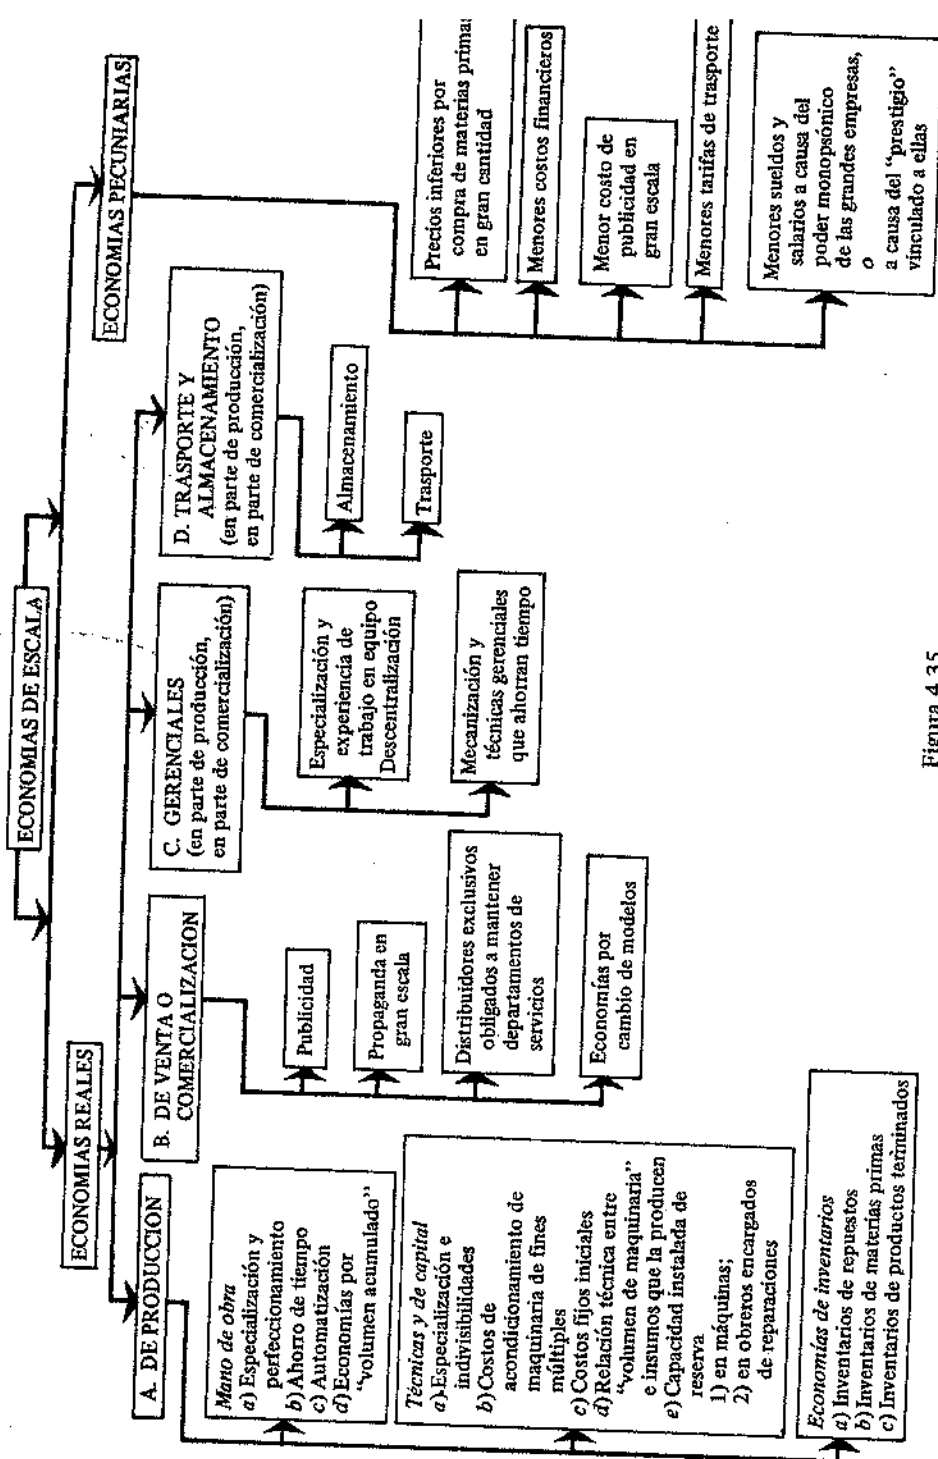 ECONOMIAS DE ESCALA
ECONOMIAS REALES
ECONOMIAS PECUNIARIAS
A. DE PRODUCCION
Mano de obra
a) Especialización y
perfeccionamiento
b) Ahorro de tiempo
c) Automatización
d) Economías por
“volumen acumulado”
Técnicas y de capital
a) Especialización e
indivisibilidades
b) Costos de
acondicionamiento de
maquinaria de fines
múltiples
c) Costos fijos iniciales
d) Relación técnica entre
“volumen de maquinaria”
e insumos que la producen
e) Capacidad instalada de
reserva
1) en máquinas;
2) en obreros encargados
de reparaciones
Economías de inventarios
a) Inventarios de repuestos
b) Inventarios de materias primas
c) Inventarios de productos terminados
B. DE VENTA O
COMERCIALIZACION
Publicidad
Propaganda en
gran escala
Distribuidores exclusivos
obligados a mantener
departamentos de
servicios
Economías por
cambio de modelos
C. GERENCIALES
(en parte de producción,
en parte de comercialización)
Especialización y
experiencia de
trabajo en equipo
Descentralización
Mecanización y
técnicas gerenciales
que ahorran tiempo
D. TRASPORTE Y
ALMACENAMIENTO
(en parte de producción,
en parte de comercialización)
Almacenamiento
Trasporte
Precios inferiores por
compra de materias primas
en gran cantidad
Menores costos financieros
Menor costo de
publicidad en
gran escala
Menores tarifas de trasporte
Menores sueldos y
salarios a causa del
poder monopsónico
de las grandes empresas,
o
a causa del “prestigio”
vinculado a ellas
Figura 4.35